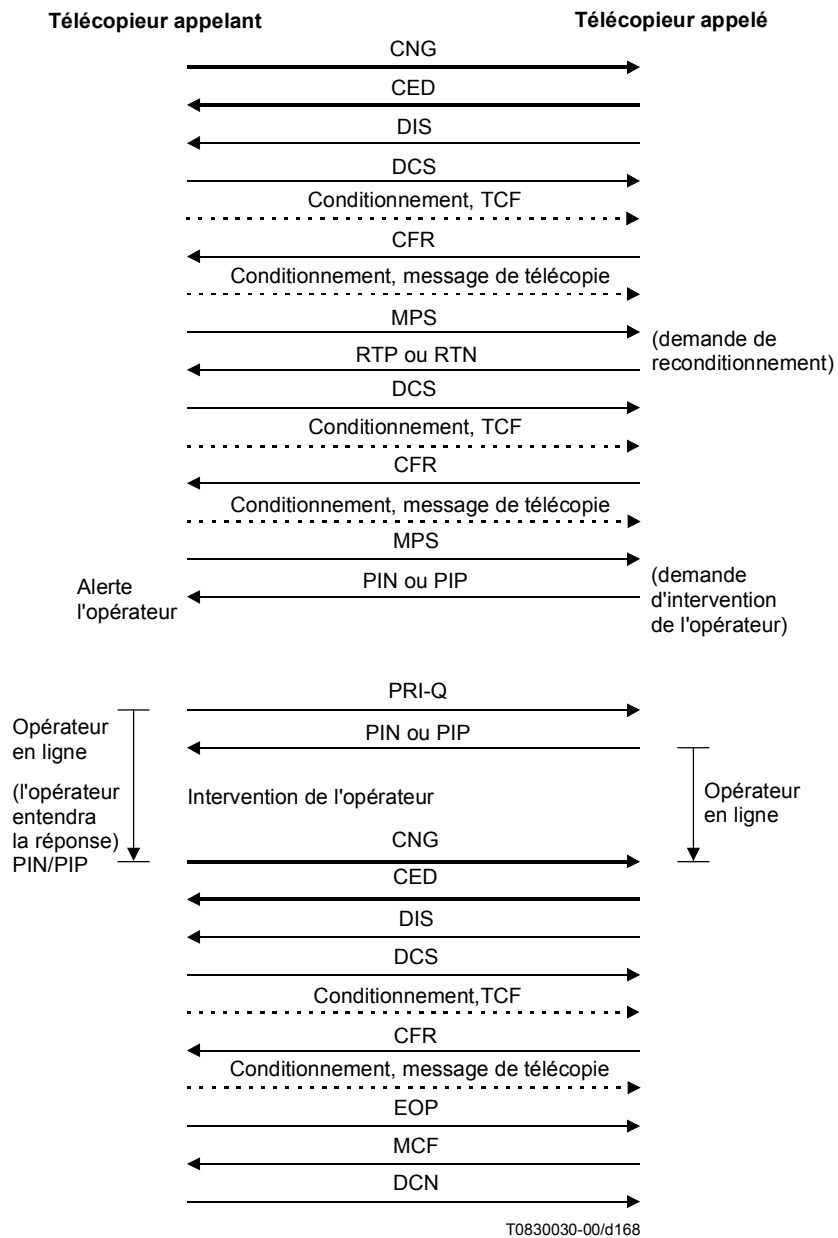 Télécopieur appelant
Télécopieur appelé
CNG
CED
DIS
DCS
Conditionnement, TCF
CFR
Conditionnement, message de télécopie
MPS
(demande de
reconditionnement)
RTP ou RTN
DCS
Conditionnement, TCF
CFR
Conditionnement, message de télécopie
MPS
Alerte
l'opérateur
PIN ou PIP
(demande
d'intervention
de l'opérateur)
PRI-Q
Opérateur
en ligne
PIN ou PIP
(l'opérateur
entendra
la réponse)
PIN/PIP
Intervention de l'opérateur
Opérateur
en ligne
CNG
CED
DIS
DCS
Conditionnement,TCF
CFR
Conditionnement, message de télécopie
EOP
MCF
DCN
T0830030-00/d168